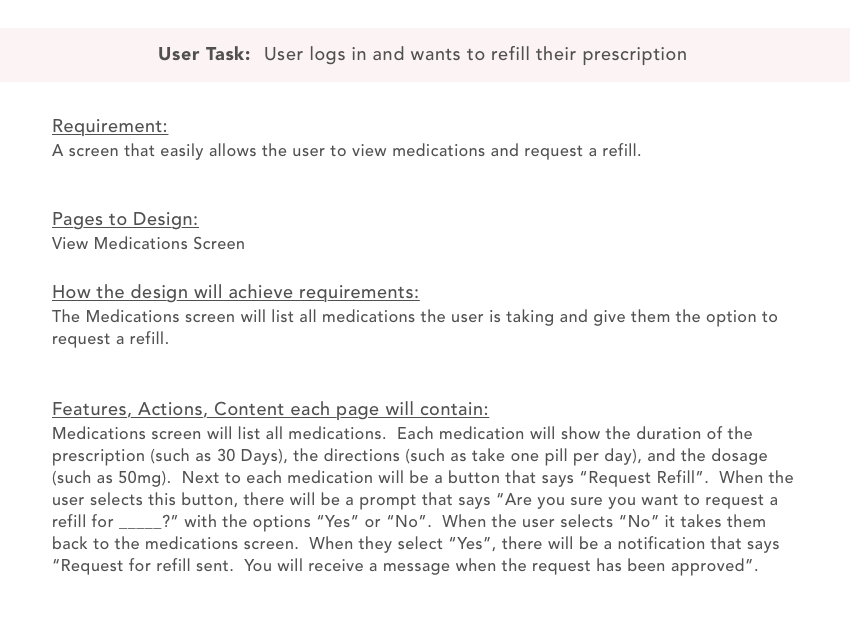 User Task: User logs in and wants to refill their prescription
Requirement:
A screen that easily allows the user to view medications and request a refill.
Pages to Design:
View Medications Screen
How the design will achieve requirements:
The Medications screen will list all medications the user is taking and give them the option to
request a refill.
Features, Actions, Content each page will contain:
Medications screen will list all medications.  Each medication will show the duration of the
prescription (such as 30 Days), the directions (such as take one pill per day), and the dosage
(such as 50mg).  Next to each medication will be a button that says “Request Refill”.  When the
user selects this button, there will be a prompt that says “Are you sure you want to request a
refill for _____?” with the options “Yes” or “No”.  When the user selects “No” it takes them
back to the medications screen.  When they select “Yes”, there will be a notification that says
“Request for refill sent.  You will receive a message when the request has been approved”.